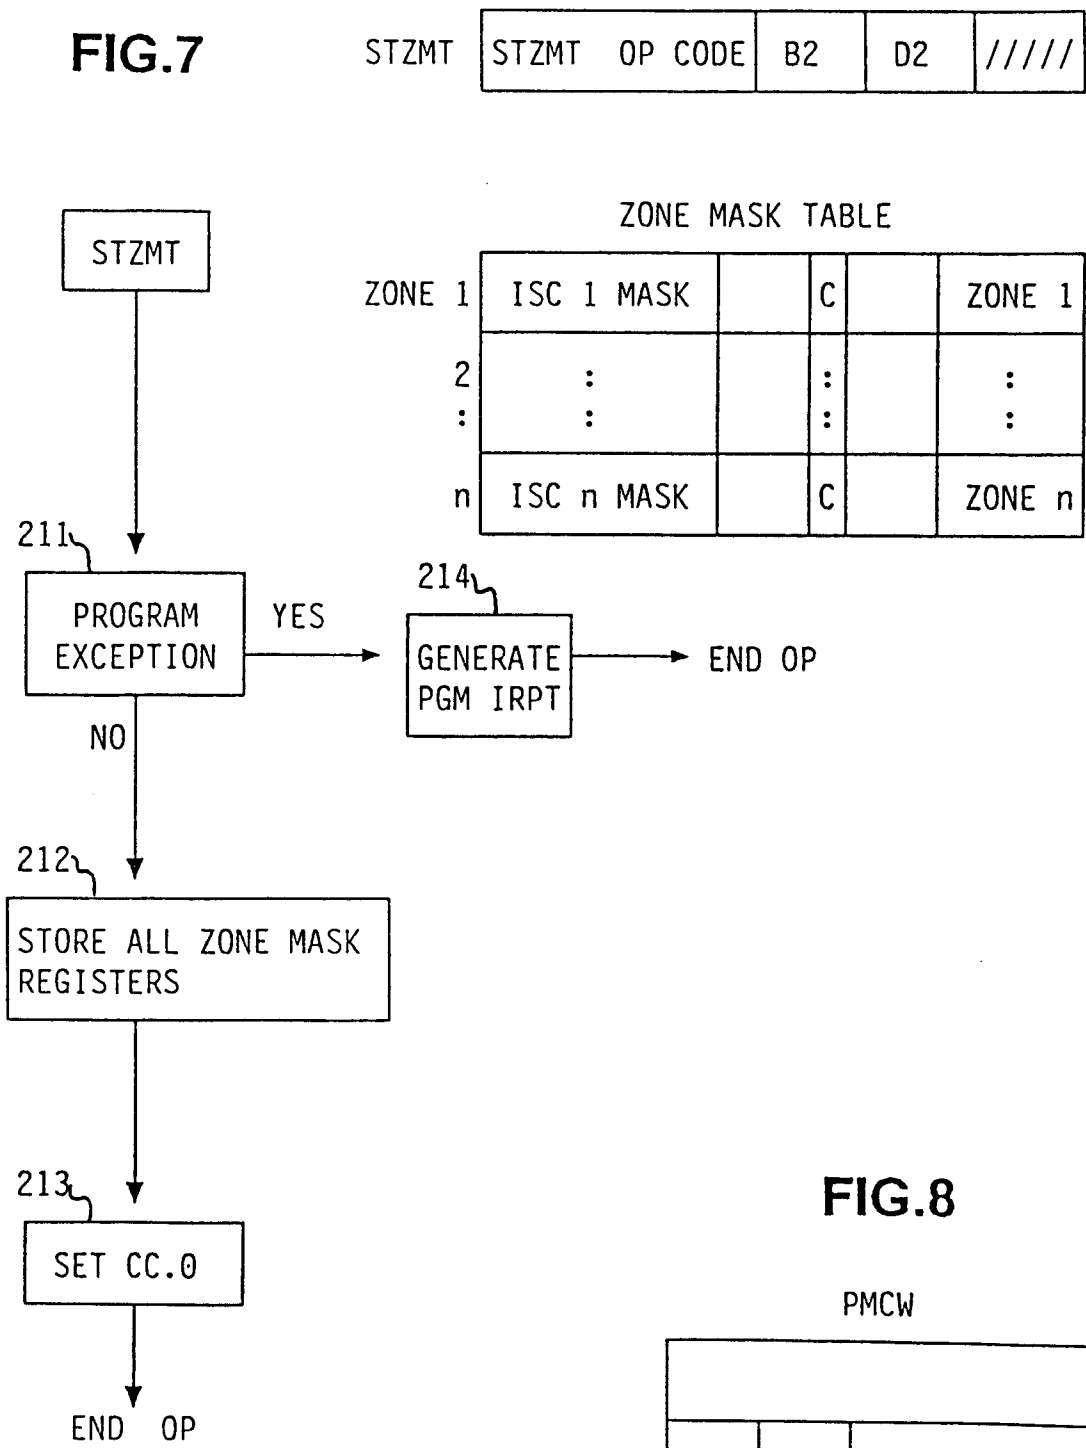 FIG.7
STZMT STZMT OP CODE B2 D2 /////
STZMT
ZONE MASK TABLE
ZONE 1 ISC 1 MASK C ZONE 1
2 : : :
: : : :
n ISC n MASK C ZONE n
211
PROGRAM
EXCEPTION
YES
214
GENERATE
PGM IRPT
END OP
NO
212
STORE ALL ZONE MASK
REGISTERS
213
SET CC.0
END OP
FIG.8
PMCW